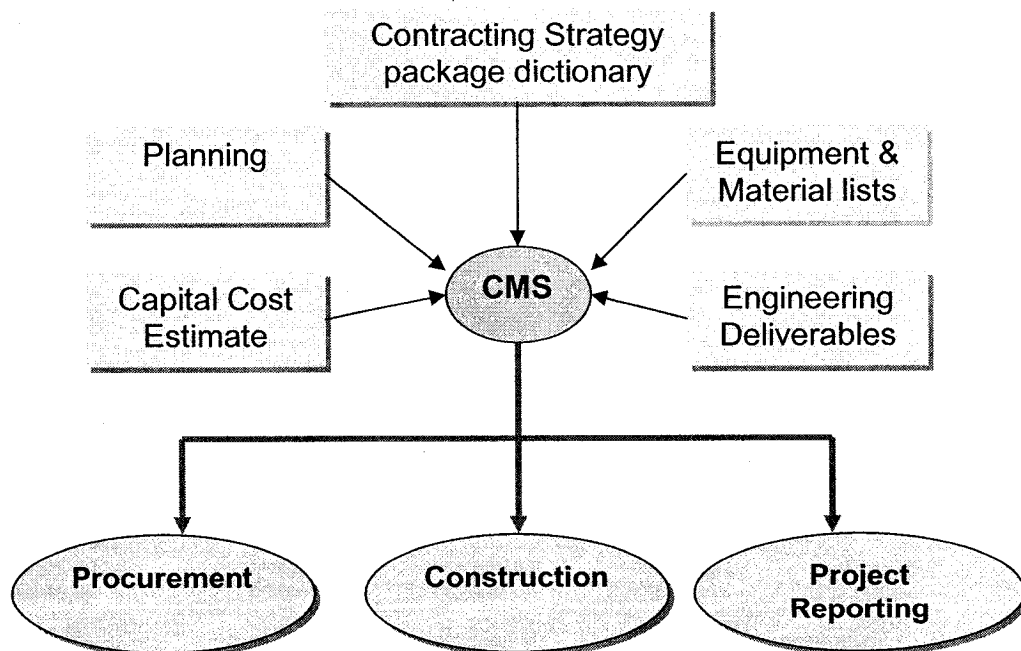 Contracting Strategy
package dictionary
Planning
Equipment &
Material lists
CMS
Capital Cost
Estimate
Engineering
Deliverables
Procurement
Construction
Project
Reporting